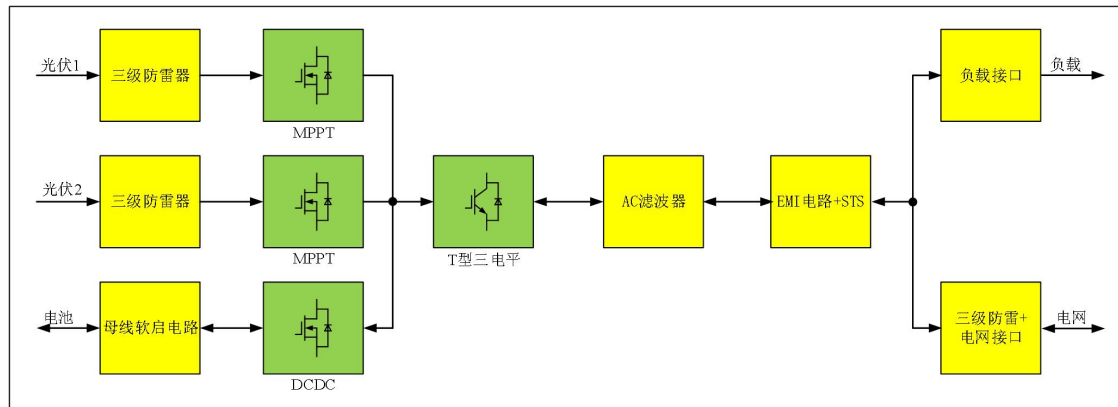 光伏1
三级防雷器
MPPT
光伏2
三级防雷器
MPPT
电池
母线软启电路
DCDC
T型三电平
AC滤波器
EMI电路+STS
负载接口
负载
三级防雷+
电网接口
电网